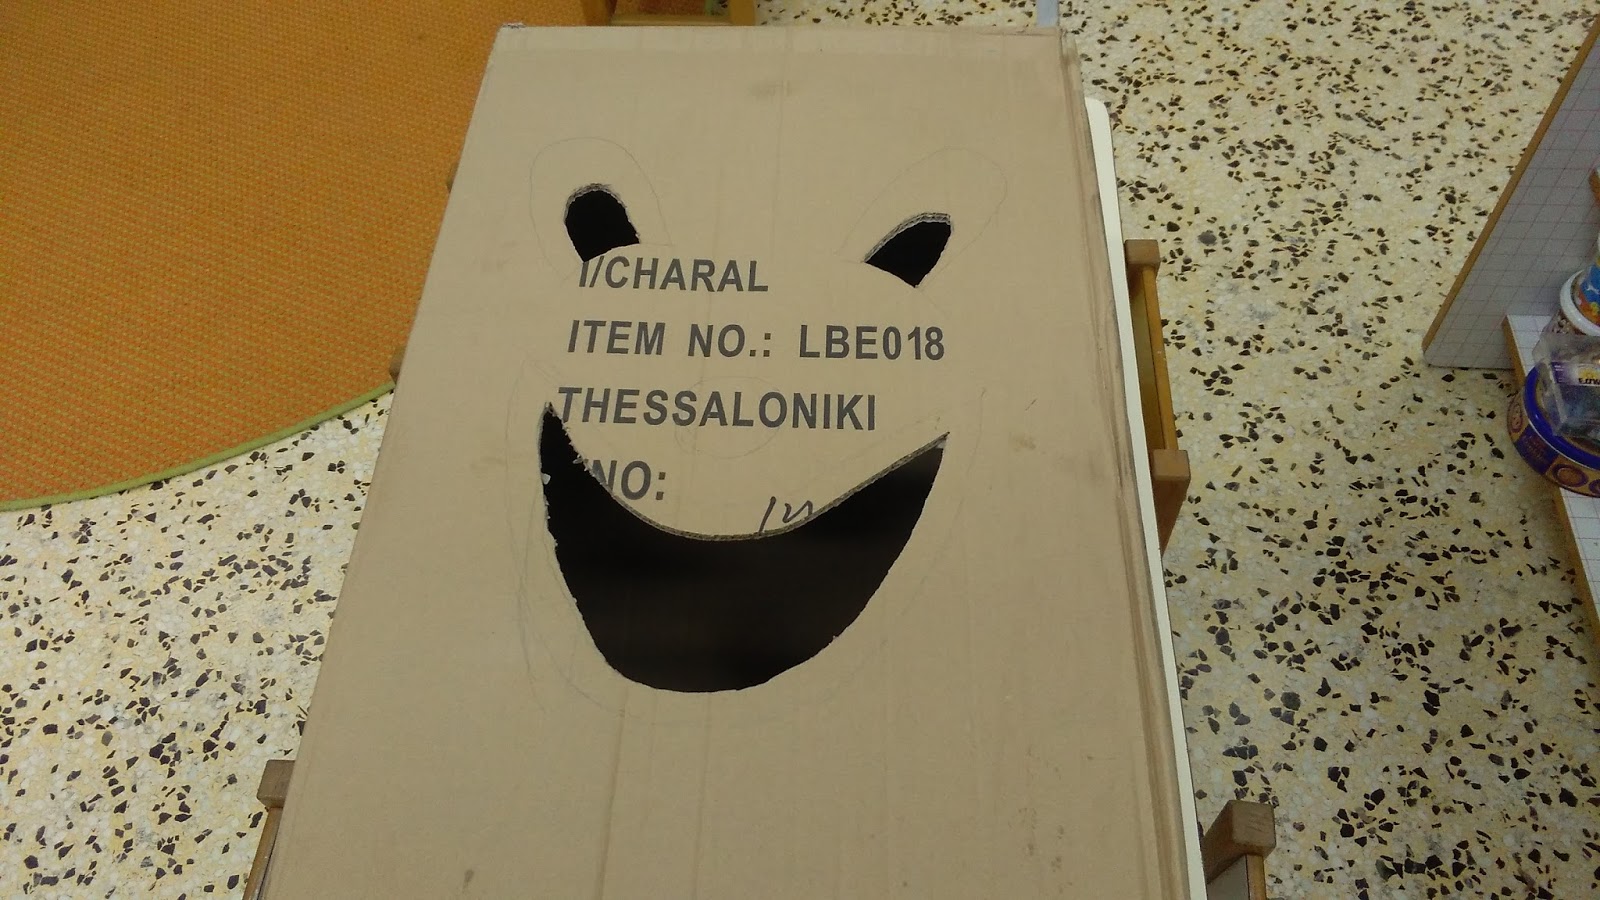 I/CHARAL
ITEM NO.: LBE018
THESSALONIKI
NO: